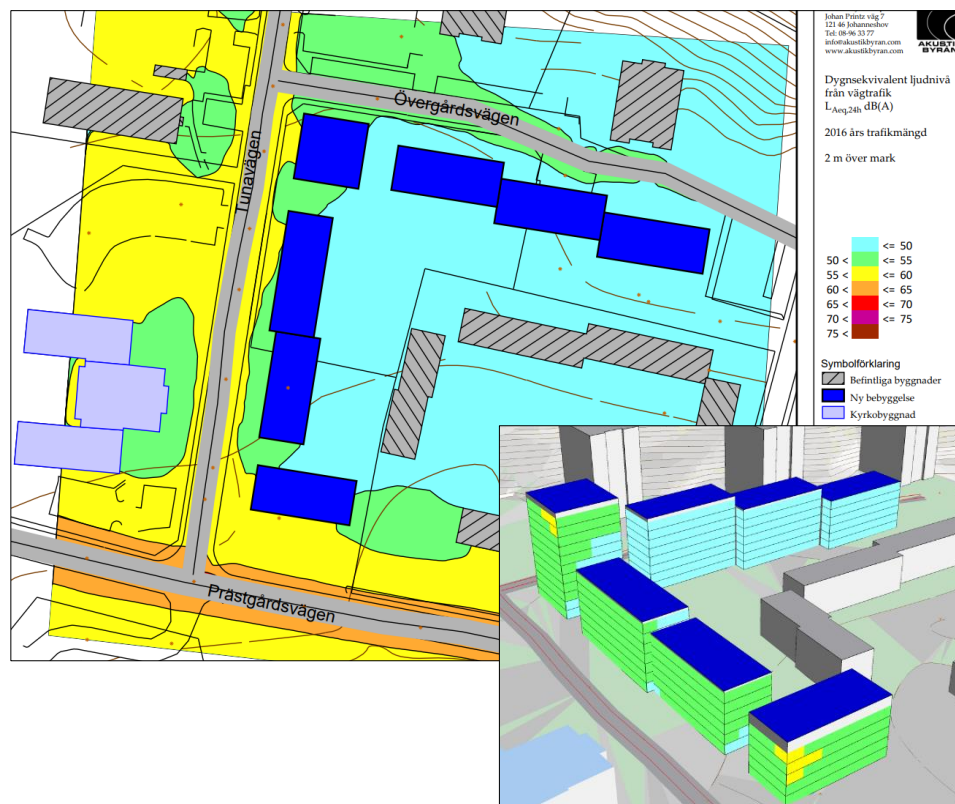 Johan Printz väg 7
121 46 Johanneshov
Tel: 08-96 33 77
info@akustikbyran.com
www.akustikbyran.com
AKUSTIK
BYRÅN
Dygnsekvivalent ljudnivå
från vägtrafik
LAeq,24h dB(A)
2016 års trafikmängd
2 m över mark
<= 50
50 < <= 55
55 < <= 60
60 < <= 65
65 < <= 70
70 < <= 75
75 <
Symbolförklaring
Befintliga byggnader
Ny bebyggelse
Kyrkobyggnad
Övergårdsvägen
Tunavägen
Prästgårdsvägen